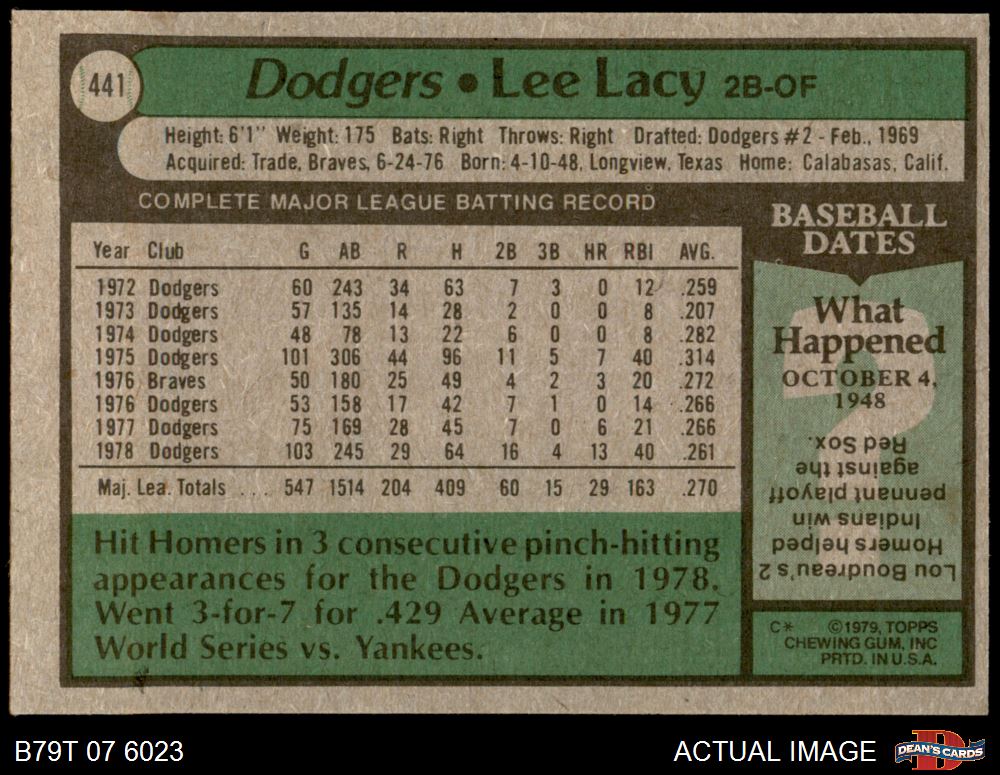 441
Dodgers • Lee Lacy 2B-OF
Height: 6'1" Weight: 175 Bats: Right Throws: Right Drafted: Dodgers #2 - Feb., 1969
Acquired: Trade, Braves, 6-24-76 Born: 4-10-48, Longview, Texas Home: Calabasas, Calif.
COMPLETE MAJOR LEAGUE BATTING RECORD
Year Club G AB R H 2B 3B HR RBI AVG.
1972 Dodgers 60 243 34 63 7 3 0 12 .259
1973 Dodgers 57 135 14 28 2 0 0 8 .207
1974 Dodgers 48 78 13 22 6 0 0 8 .282
1975 Dodgers 101 306 44 96 11 5 7 40 .314
1976 Braves 50 180 25 49 4 2 3 20 .272
1976 Dodgers 53 158 17 42 7 1 0 14 .266
1977 Dodgers 75 169 28 45 7 0 6 21 .266
1978 Dodgers 103 245 29 64 16 4 13 40 .261
Maj. Lea. Totals ... 547 1514 204 409 60 15 29 163 .270
Hit Homers in 3 consecutive pinch-hitting
appearances for the Dodgers in 1978.
Went 3-for-7 for .429 Average in 1977
World Series vs. Yankees.
BASEBALL
DATES
What
Happened
OCTOBER 4,
1948
Lou Boudreau's 2
Homers helped
Indians win
pennant playoff
against the
Red Sox.
C* ©1979, TOPPS
CHEWING GUM, INC
PRTD. IN U.S.A.
B79T 07 6023
ACTUAL IMAGE
D
DEAN'S CARDS